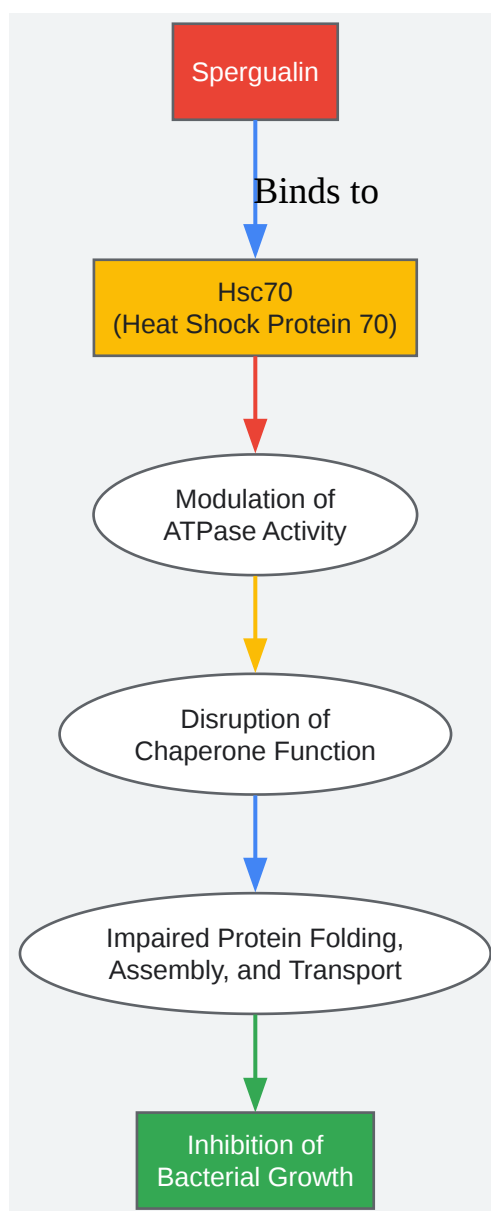 Spergualin
Binds to
Hsc70
(Heat Shock Protein 70)
Modulation of
ATPase Activity
Disruption of
Chaperone Function
Impaired Protein Folding,
Assembly, and Transport
Inhibition of
Bacterial Growth